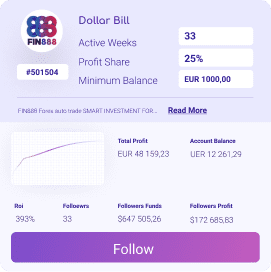 Dollar Bill
FIN888
#501504
Active Weeks 33
Profit Share 25%
Minimum Balance EUR 1000,00
FIN888 Forex auto trade SMART INVESTMENT FOR... Read More
Total Profit Account Balance
EUR 48 159,23 UER 12 261,29
Roi Folloewrs Followers Funds Followers Profit
393% 33 $647 505,26 $172 685,83
Follow